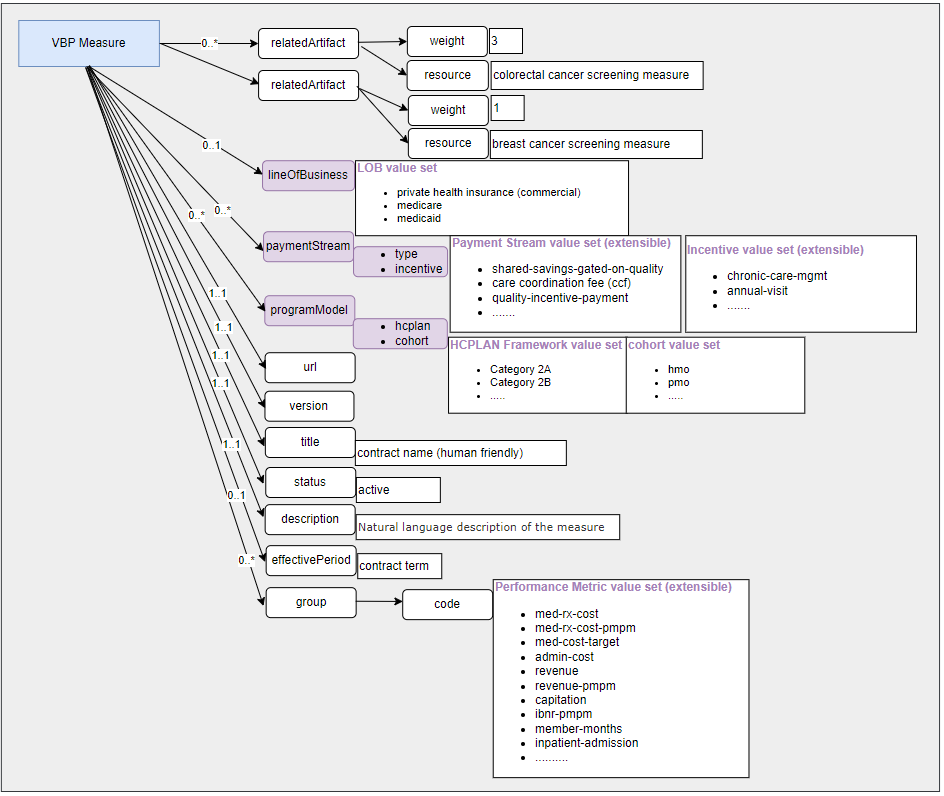 VBP Measure
0..*
relatedArtifact
weight
3
resource
colorectal cancer screening measure
relatedArtifact
weight
1
resource
breast cancer screening measure
0..1
lineOfBusiness
LOB value set
private health insurance (commercial)
medicare
medicaid
0..*
0..*
paymentStream
type
incentive
Payment Stream value set (extensible)
shared-savings-gated-on-quality
care coordination fee (ccf)
quality-incentive-payment
.......
Incentive value set (extensible)
chronic-care-mgmt
annual-visit
.......
1..1
programModel
hcplan
cohort
HCPLAN Framework value set
Category 2A
Category 2B
.....
cohort value set
hmo
pmo
.....
1..1
1..1
url
1..1
version
title
contract name (human friendly)
1..1
status
active
0..1
description
Natural language description of the measure
0..*
effectivePeriod
contract term
group
code
Performance Metric value set (extensible)
med-rx-cost
med-rx-cost-pmpm
med-cost-target
admin-cost
revenue
revenue-pmpm
capitation
ibnr-pmpm
member-months
inpatient-admission
..........